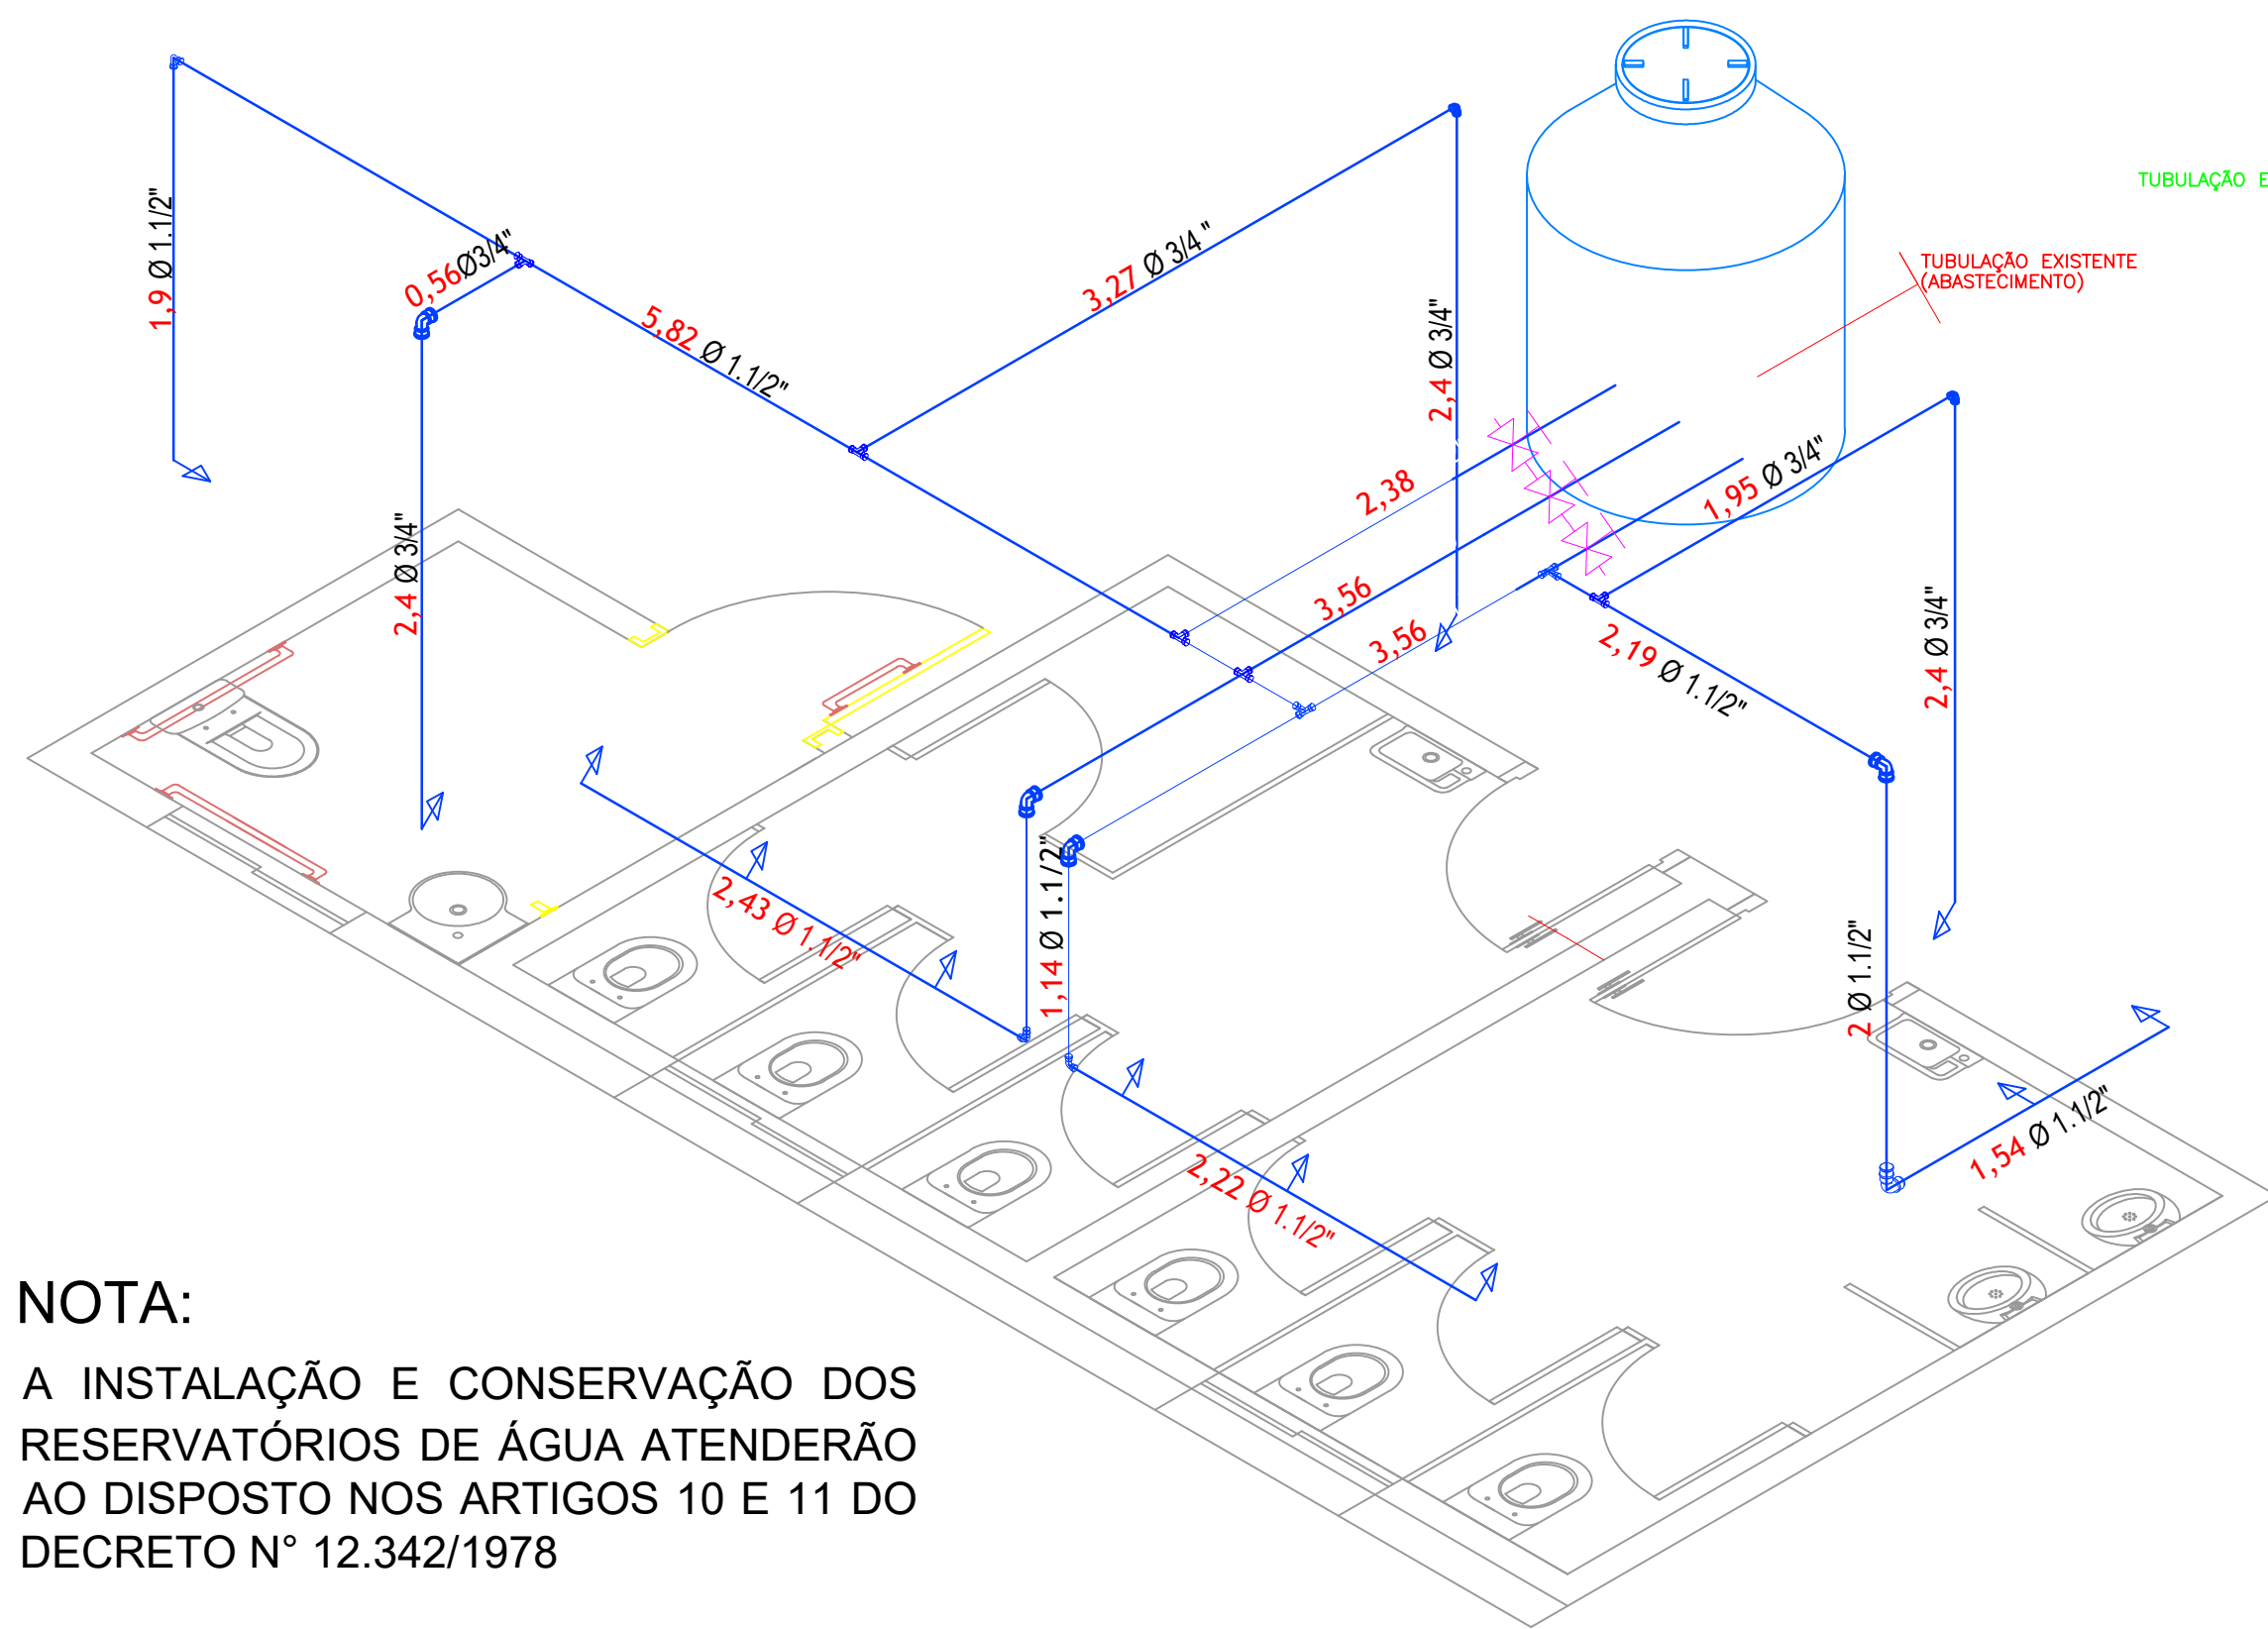 TUBULAÇÃO E
TUBULAÇÃO EXISTENTE
(ABASTECIMENTO)
1,9 Ø 1.1/2"
0,56Ø3/4"
5,82 Ø 1.1/2"
3,27 Ø 3/4"
2,4 Ø 3/4"
2,38
1,95 Ø 3/4"
2,4 Ø 3/4"
3,56
3,56
2,19 Ø 1.1/2"
2,4 Ø 3/4"
2,43 Ø 1.1/2"
1,14 Ø 1.1/2"
2 Ø 1.1/2"
1,54 Ø 1.1/2"
2,22 Ø 1.1/2"
NOTA:
A INSTALAÇÃO E CONSERVAÇÃO DOS
RESERVATÓRIOS DE ÁGUA ATENDERÃO
AO DISPOSTO NOS ARTIGOS 10 E 11 DO
DECRETO N° 12.342/1978